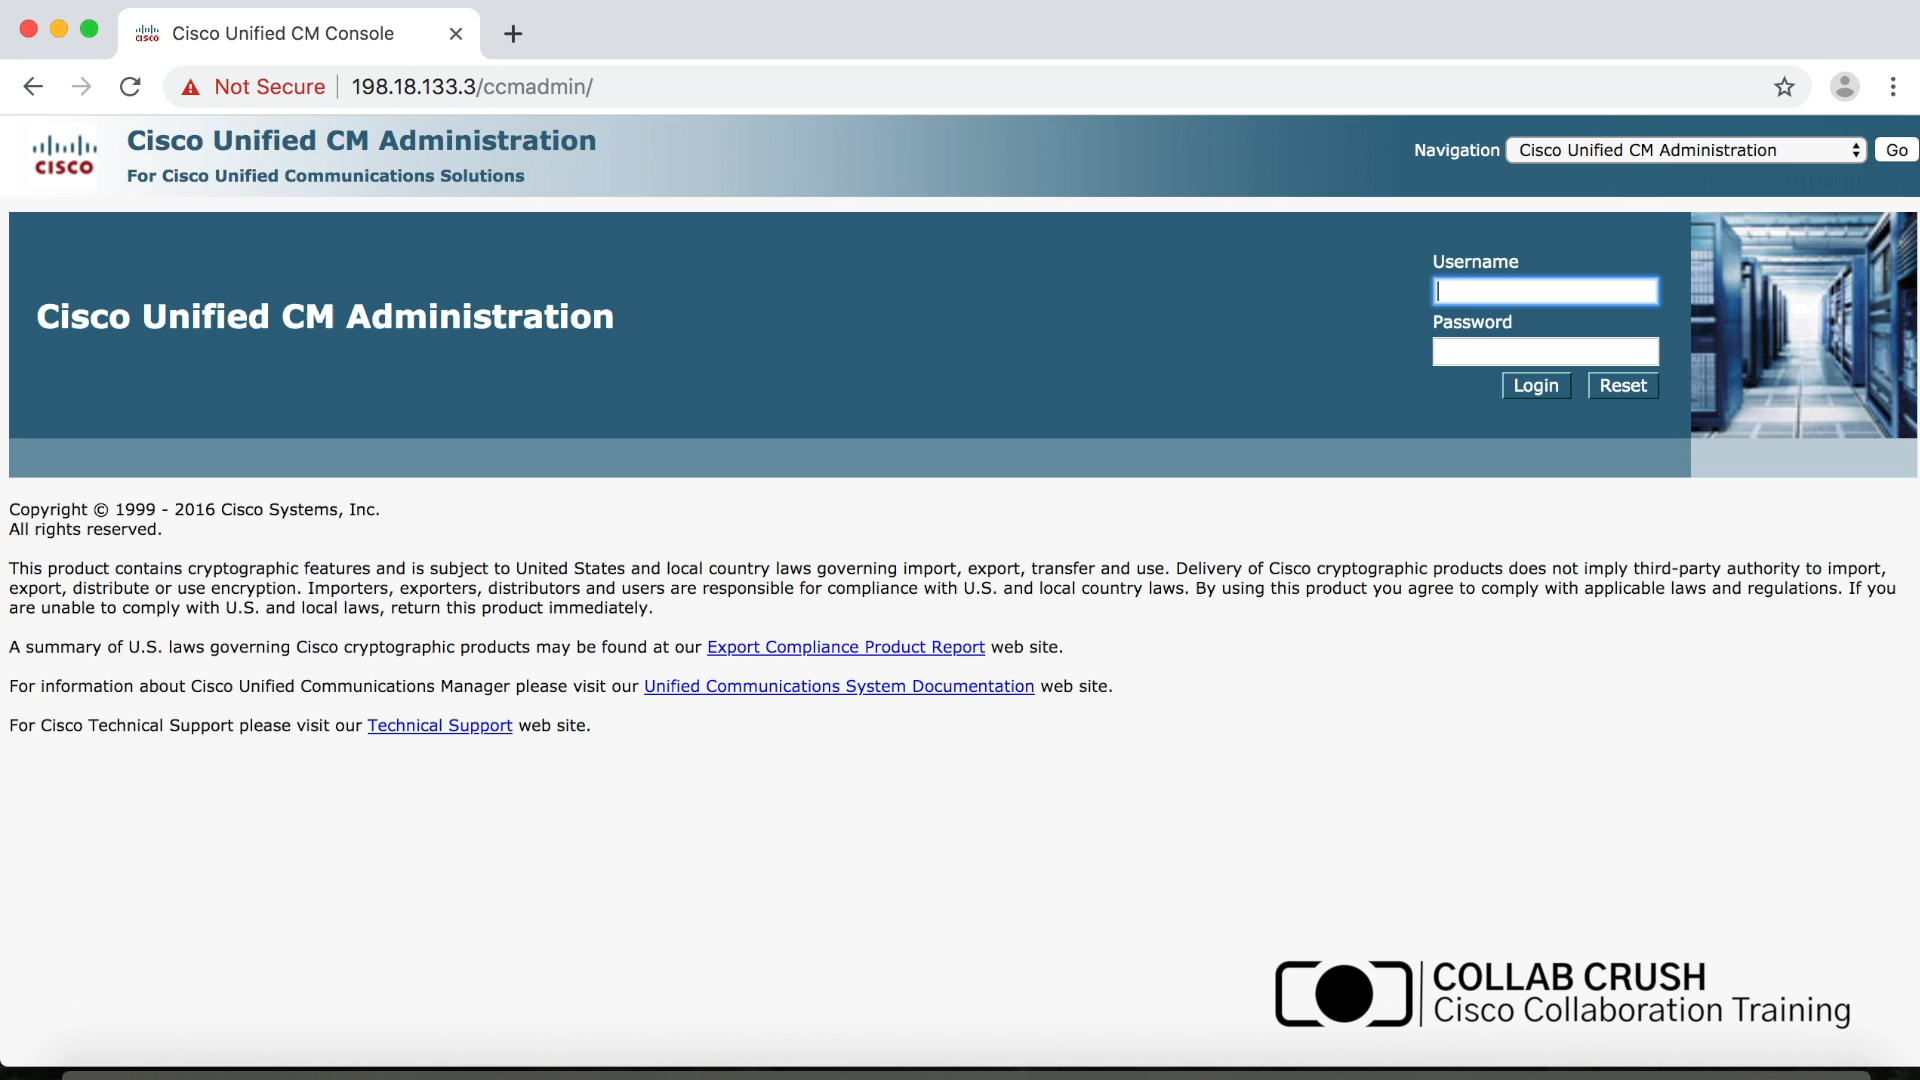 Cisco Unified CM Console
Not Secure 198.18.133.3/ccmadmin/
CISCO
Cisco Unified CM Administration
For Cisco Unified Communications Solutions
Navigation Cisco Unified CM Administration Go
Cisco Unified CM Administration
Username
Password
Login Reset
Copyright © 1999 - 2016 Cisco Systems, Inc.
All rights reserved.
This product contains cryptographic features and is subject to United States and local country laws governing import, export, transfer and use. Delivery of Cisco cryptographic products does not imply third-party authority to import,
export, distribute or use encryption. Importers, exporters, distributors and users are responsible for compliance with U.S. and local country laws. By using this product you agree to comply with applicable laws and regulations. If you
are unable to comply with U.S. and local laws, return this product immediately.
A summary of U.S. laws governing Cisco cryptographic products may be found at our Export Compliance Product Report web site.
For information about Cisco Unified Communications Manager please visit our Unified Communications System Documentation web site.
For Cisco Technical Support please visit our Technical Support web site.
COLLAB CRUSH
Cisco Collaboration Training